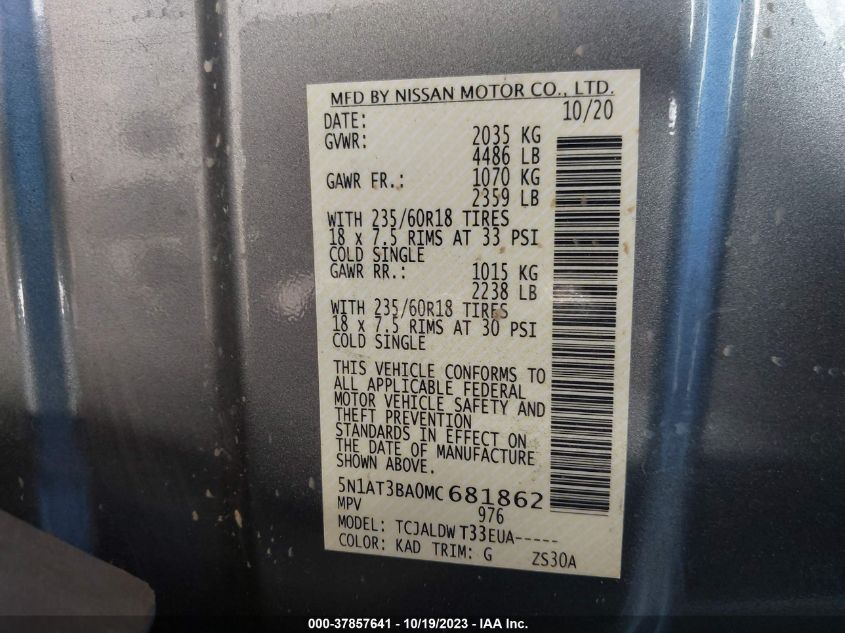 MFD BY NISSAN MOTOR CO., LTD.
DATE: 10/20
GVWR: 2035 KG
4486 LB
GAWR FR.: 1070 KG
2359 LB
WITH 235/60R18 TIRES
18 x 7.5 RIMS AT 33 PSI
COLD SINGLE
GAWR RR.: 1015 KG
2238 LB
WITH 235/60R18 TIRES
18 x 7.5 RIMS AT 30 PSI
COLD SINGLE
THIS VEHICLE CONFORMS TO
ALL APPLICABLE FEDERAL
MOTOR VEHICLE SAFETY AND
THEFT PREVENTION
STANDARDS IN EFFECT ON
THE DATE OF MANUFACTURE
SHOWN ABOVE.
5N1AT3BA0MC681862
MPV 976
MODEL: TCJALDW T33EUA-----
COLOR: KAD TRIM: G ZS30A
000-37857641 - 10/19/2023 - IAA Inc.